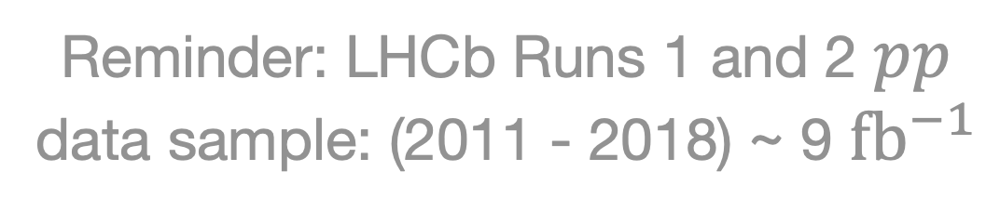 Reminder: LHCb Runs 1 and 2 pp
data sample: (2011 - 2018) ~ 9 fb⁻¹